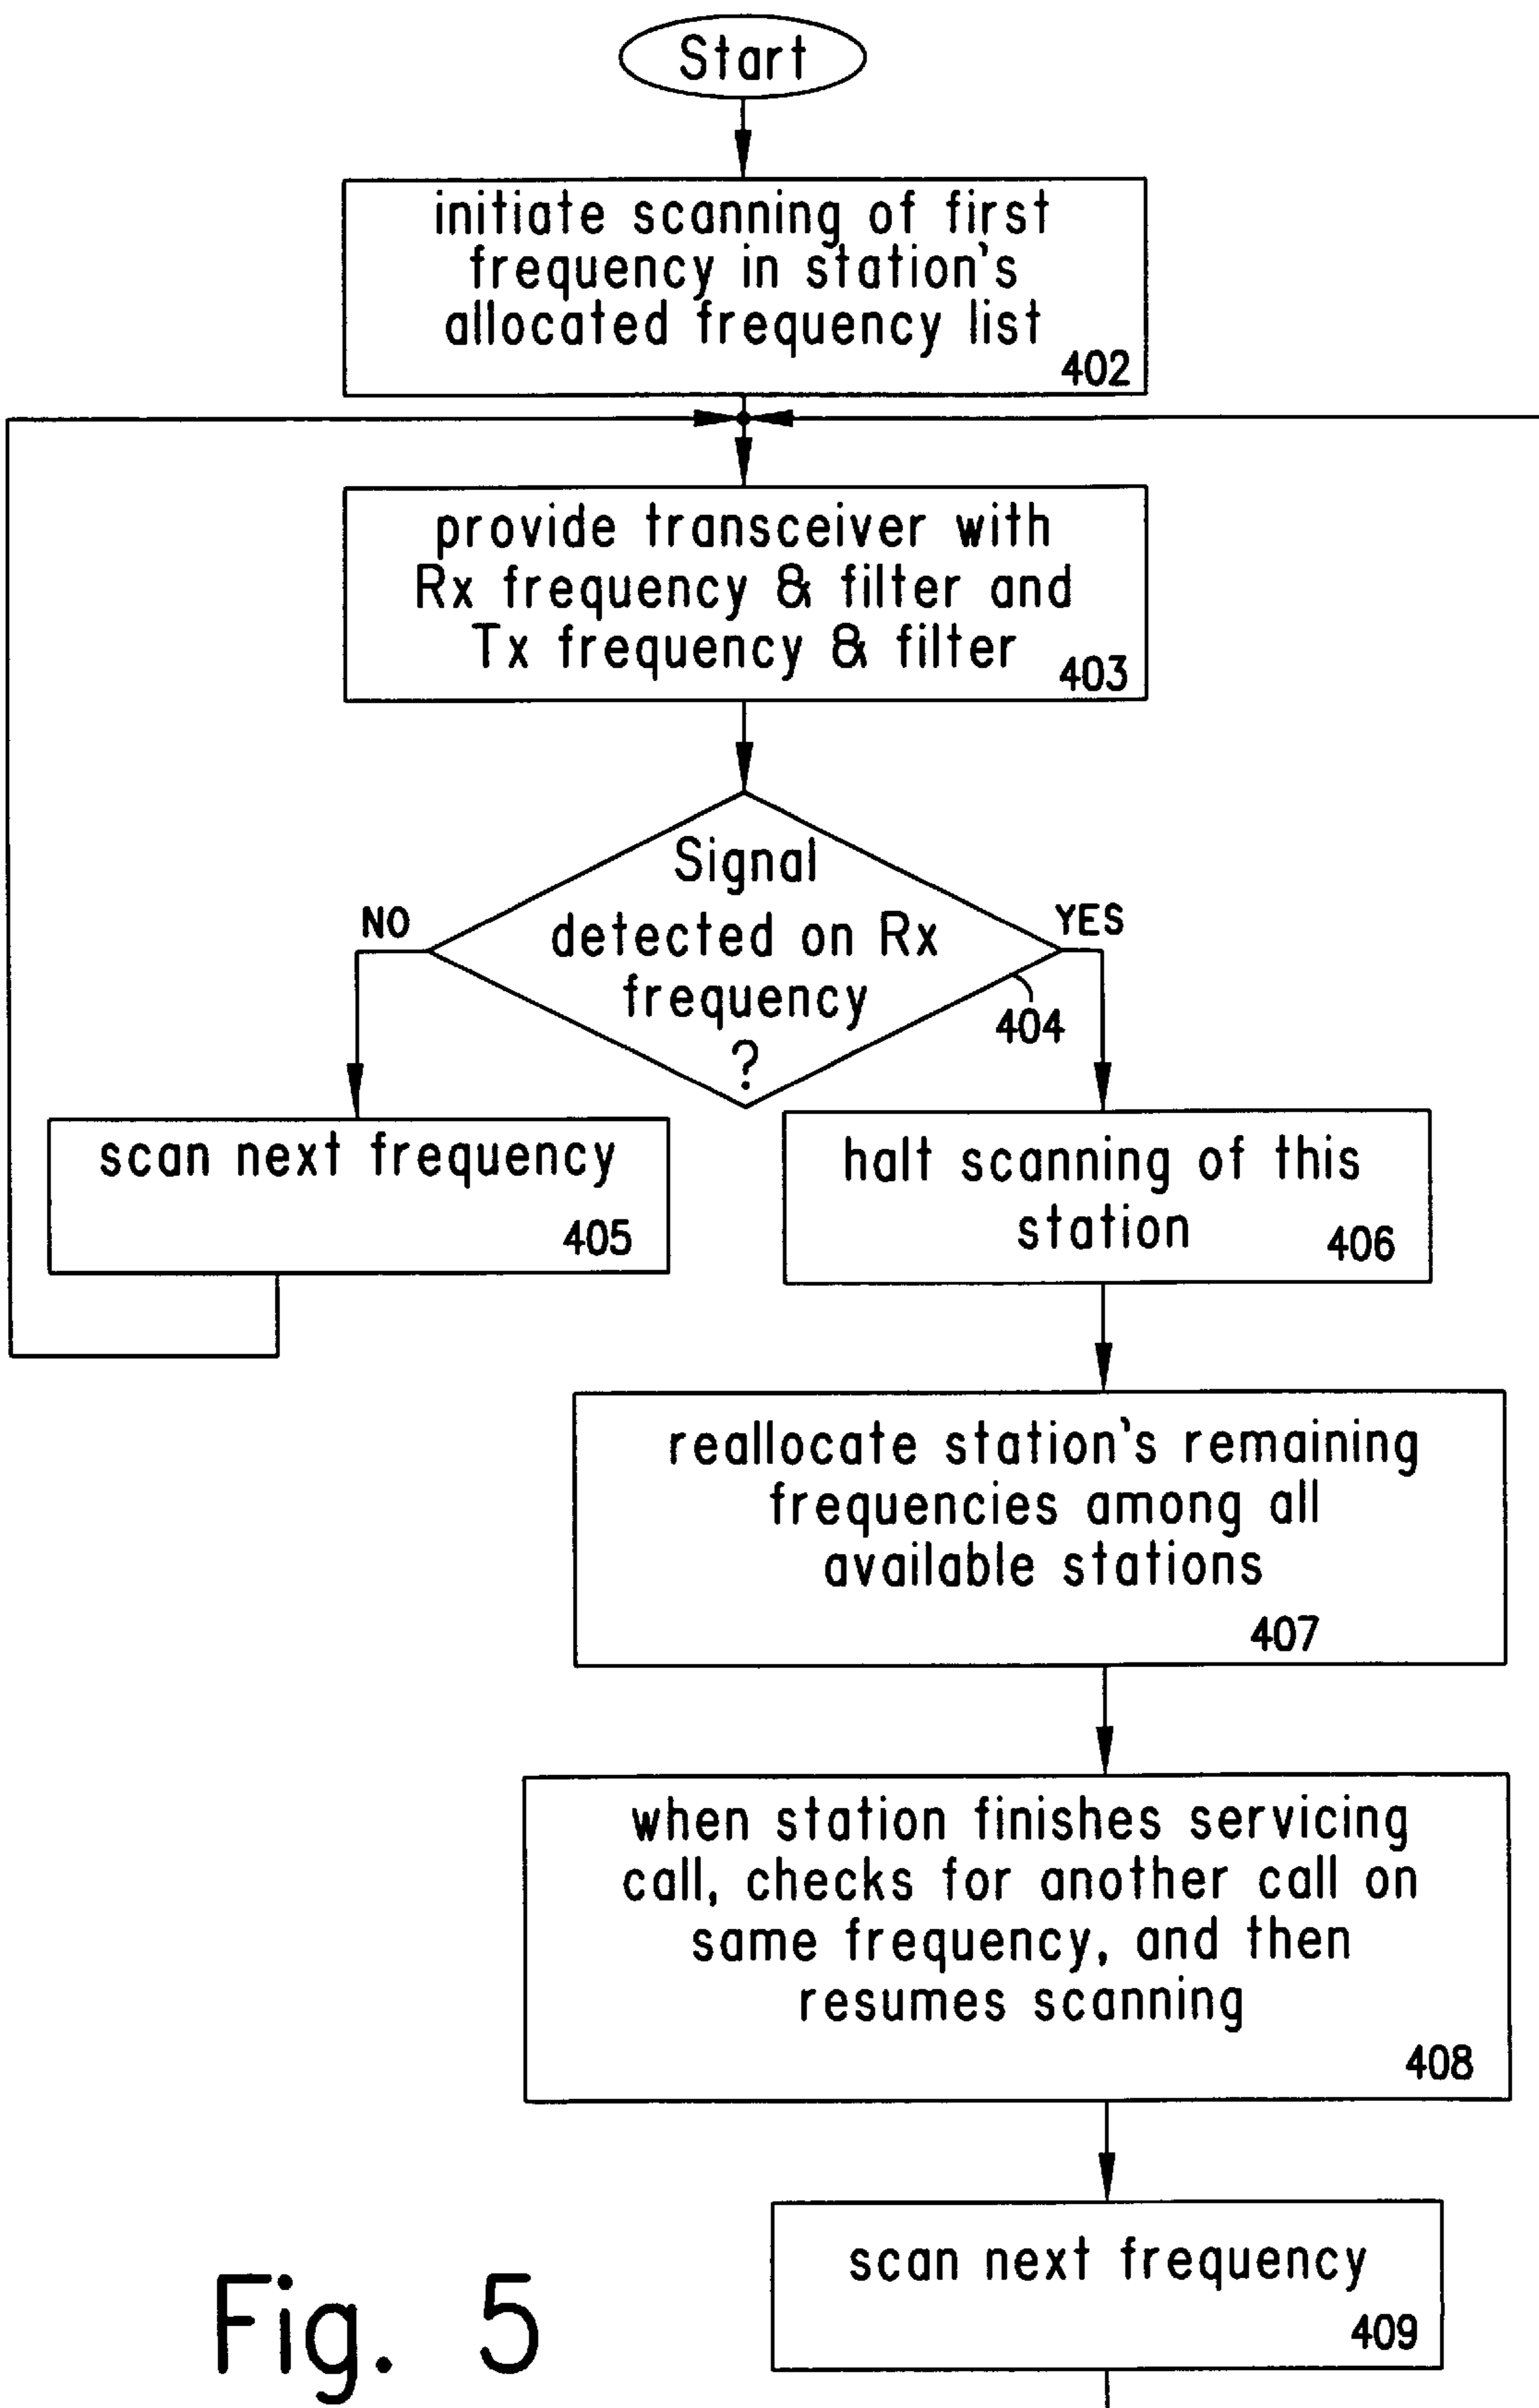 Start
initiate scanning of first
frequency in station's
allocated frequency list
402
provide transceiver with
Rx frequency & filter and
Tx frequency & filter
403
Signal
detected on Rx
frequency
?
NO
YES
404
scan next frequency
405
halt scanning of this
station
406
reallocate station's remaining
frequencies among all
available stations
407
when station finishes servicing
call, checks for another call on
same frequency, and then
resumes scanning
408
scan next frequency
409
Fig. 5